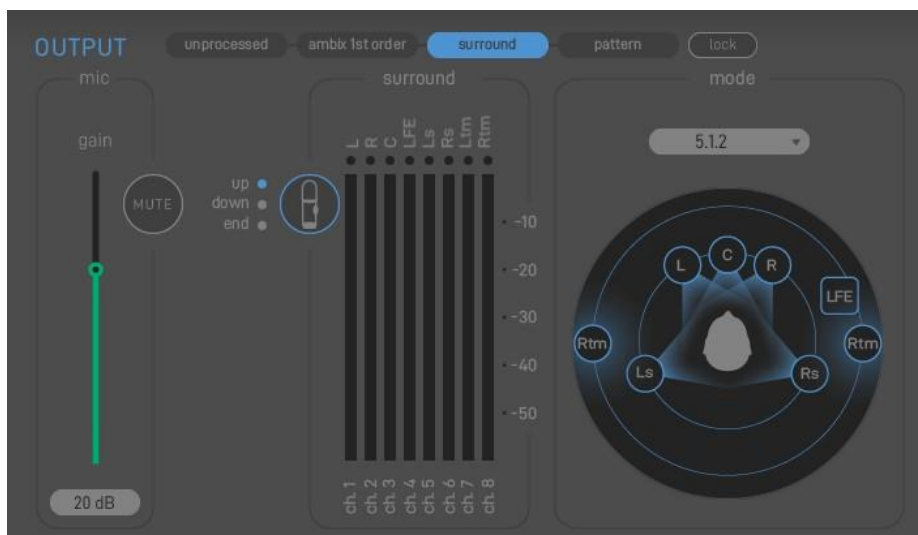 OUTPUT unprocessed ambix 1st order surround pattern lock
mic
gain
MUTE
20 dB
up
down
end
surround
L R C LFE Ls Rs Ltm Rtm
-10
-20
-30
-40
-50
ch. 1 ch. 2 ch. 3 ch. 4 ch. 5 ch. 6 ch. 7 ch. 8
mode
5.1.2
L C R
LFE
Rtm Rtm
Ls Rs